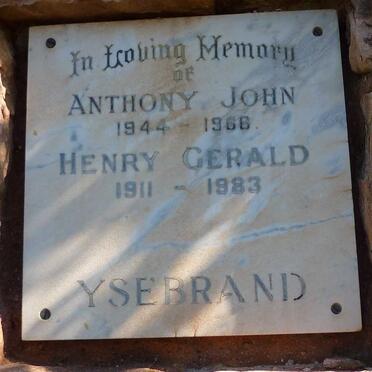 In Loving Memory
OF
ANTHONY JOHN
1944 - 1966
HENRY GERALD
1911 - 1983
YSEBRAND